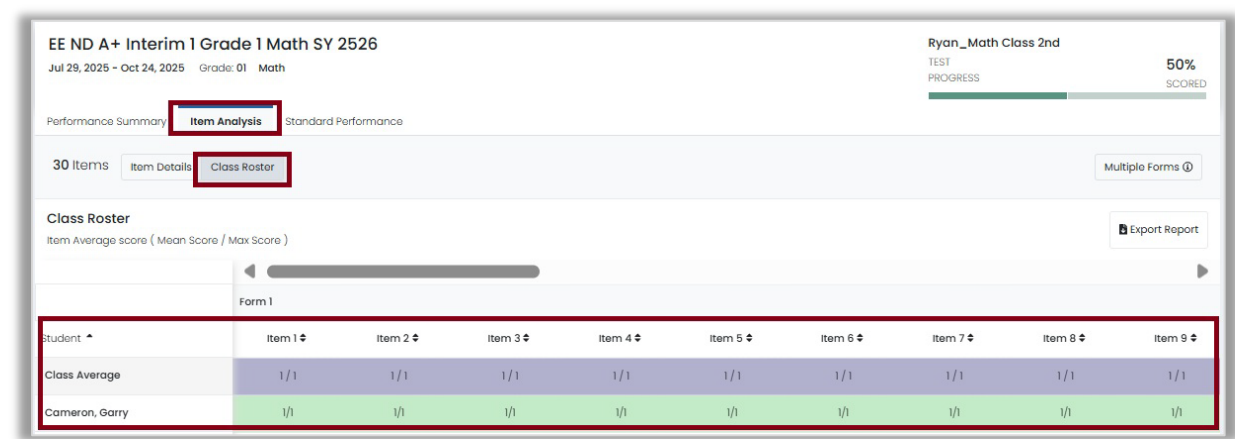 EE ND A+ Interim 1 Grade 1 Math SY 2526
Jul 29, 2025 - Oct 24, 2025 Grade: 01 Math
Ryan_Math Class 2nd
TEST PROGRESS
50% SCORED
Performance Summary Item Analysis Standard Performance
30 Items Item Details Class Roster Multiple Forms
Class Roster
Item Average score ( Mean Score / Max Score )
Export Report
Form 1
Student Item 1 Item 2 Item 3 Item 4 Item 5 Item 6 Item 7 Item 8 Item 9
Class Average 1 / 1 1 / 1 1 / 1 1 / 1 1 / 1 1 / 1 1 / 1 1 / 1 1 / 1
Cameron, Garry 1/1 1/1 1/1 1/1 1/1 1/1 1/1 1/1 1/1